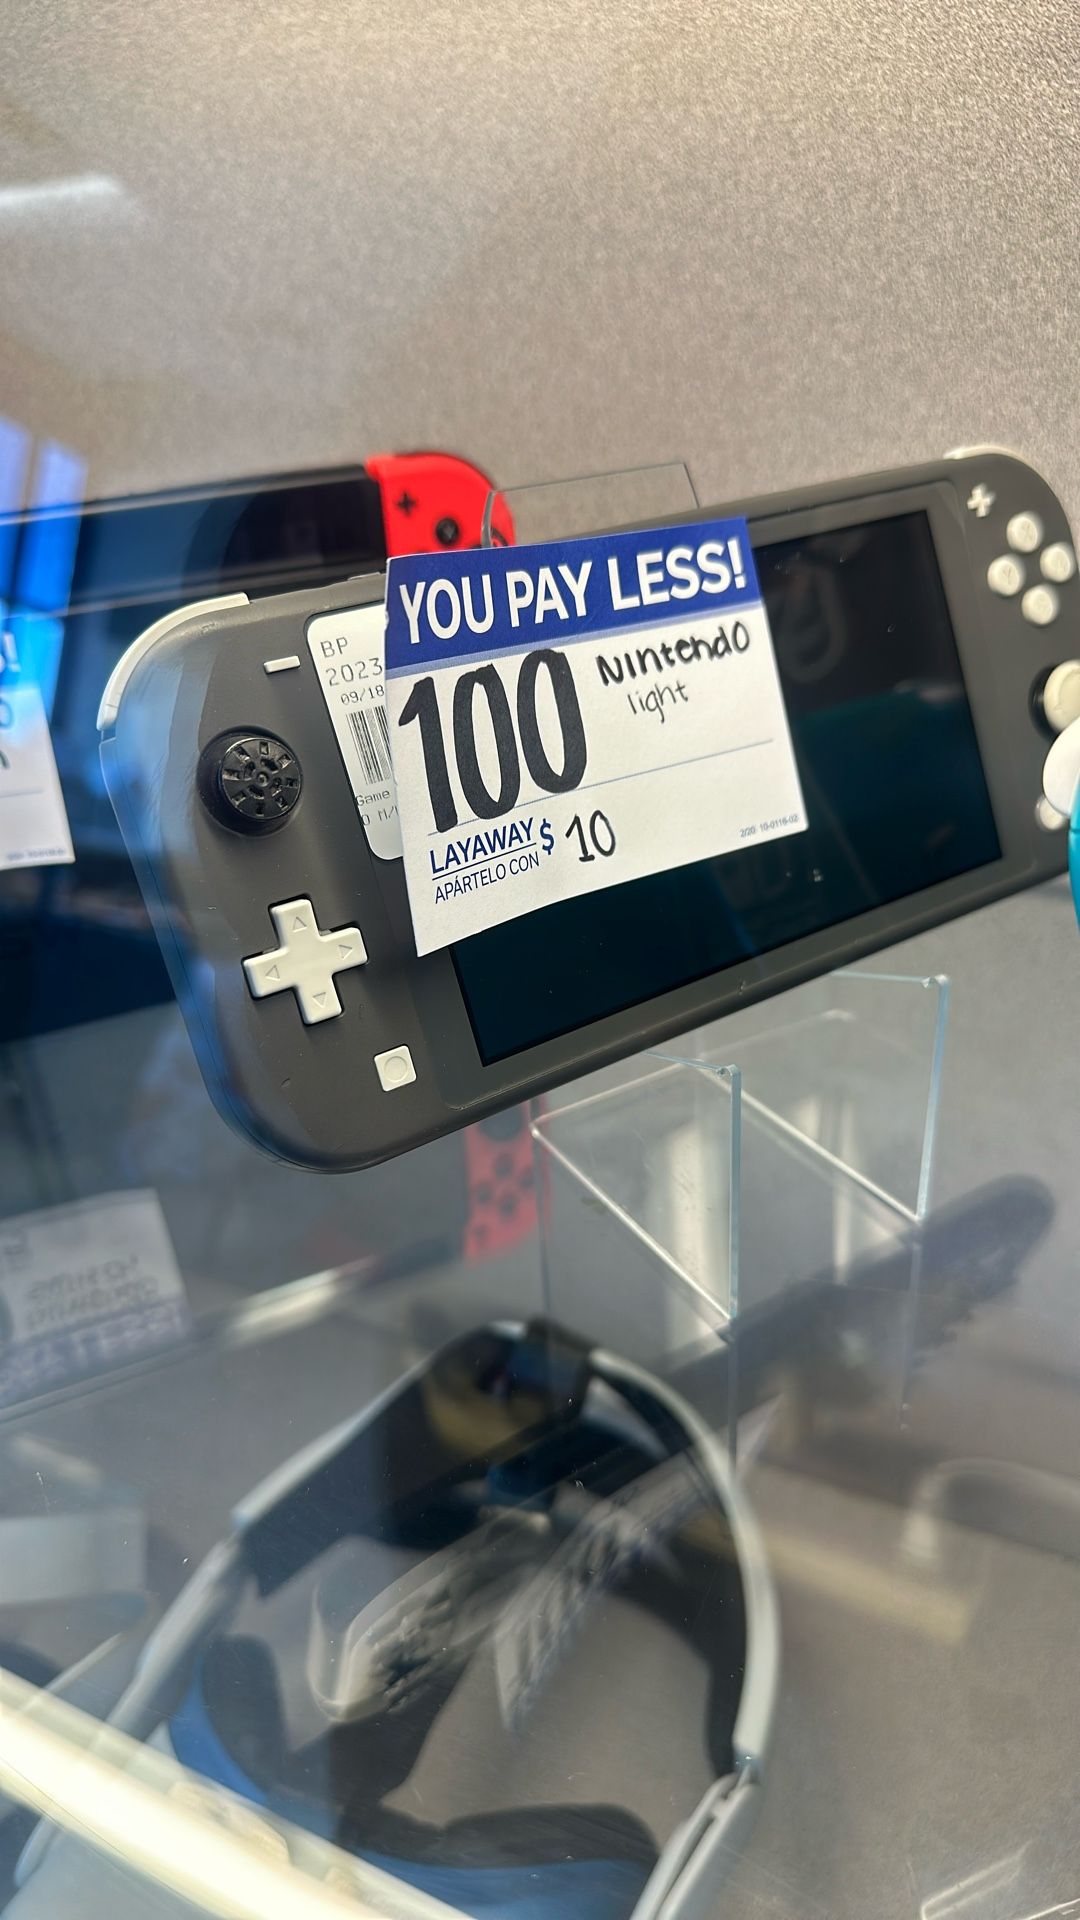 YOU PAY LESS!
100
Nintendo
light
LAYAWAY $ 10
APÁRTELO CON
2/20 10-0116-02
BP
2023
09/18
Game